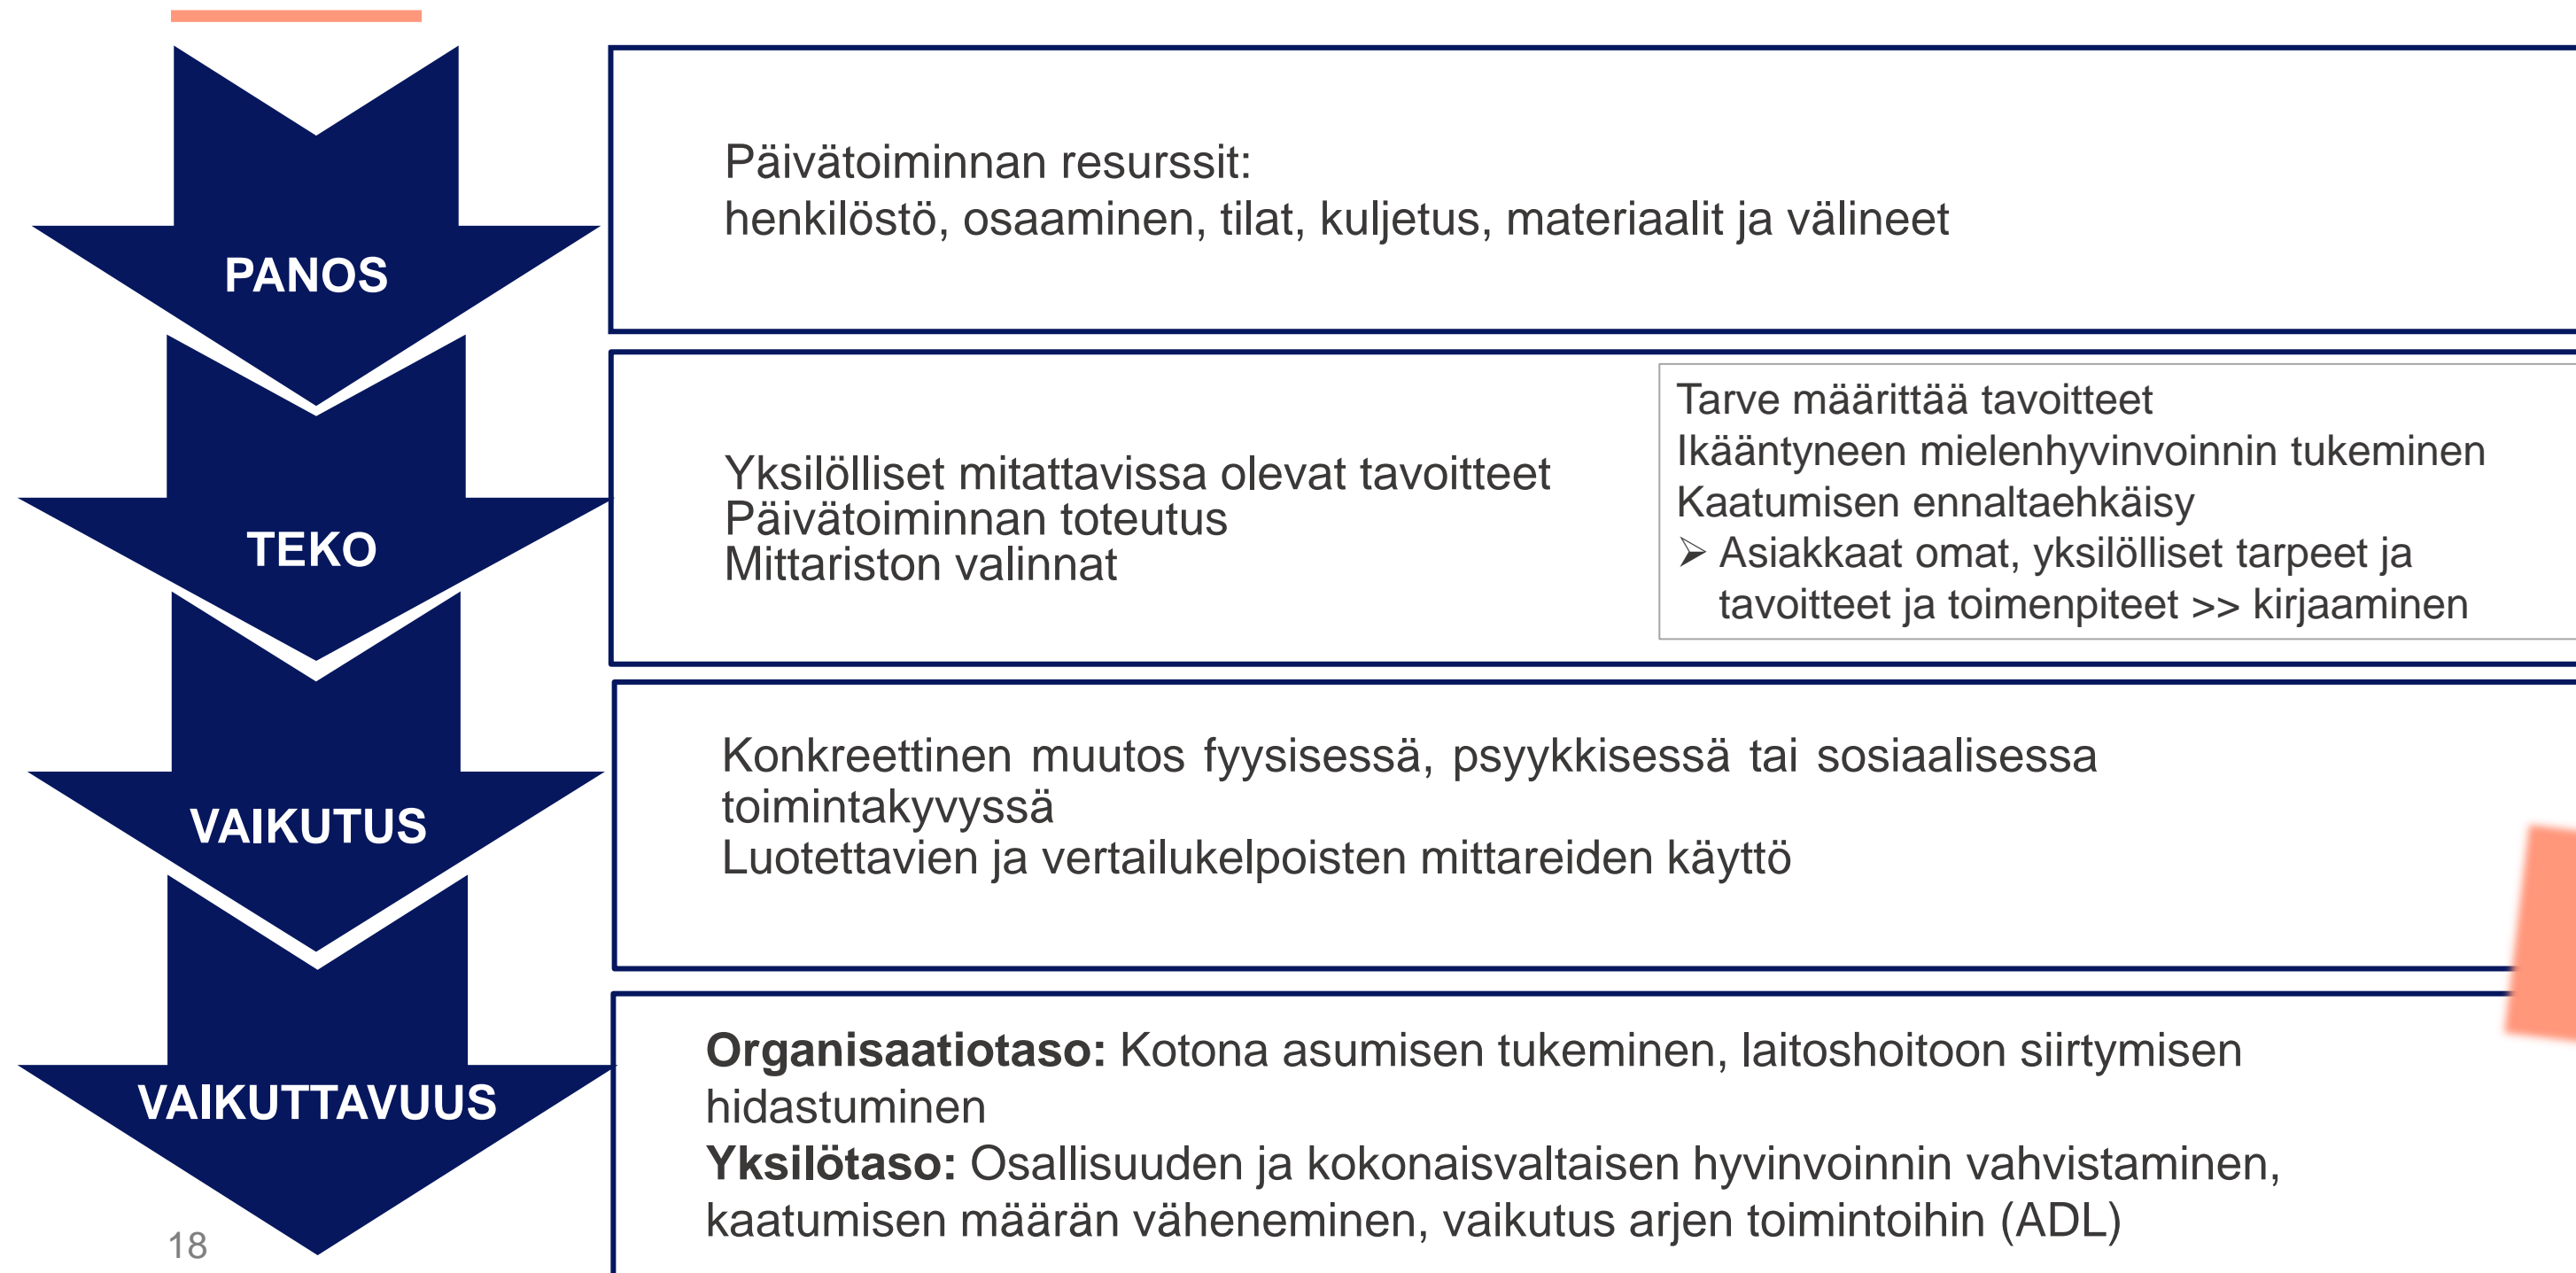 PANOS
Päivätoiminnan resurssit:
henkilöstö, osaaminen, tilat, kuljetus, materiaalit ja välineet
TEKO
Yksilölliset mitattavissa olevat tavoitteet
Päivätoiminnan toteutus
Mittariston valinnat
Tarve määrittää tavoitteet
Ikääntyneen mielenhyvinvoinnin tukeminen
Kaatumisen ennaltaehkäisy
➢ Asiakkaat omat, yksilölliset tarpeet ja
tavoitteet ja toimenpiteet >> kirjaaminen
VAIKUTUS
Konkreettinen muutos fyysisessä, psyykkisessä tai sosiaalisessa
toimintakyvyssä
Luotettavien ja vertailukelpoisten mittareiden käyttö
VAIKUTTAVUUS
Organisaatiotaso: Kotona asumisen tukeminen, laitoshoitoon siirtymisen
hidastuminen
Yksilötaso: Osallisuuden ja kokonaisvaltaisen hyvinvoinnin vahvistaminen,
kaatumisen määrän väheneminen, vaikutus arjen toimintoihin (ADL)
18